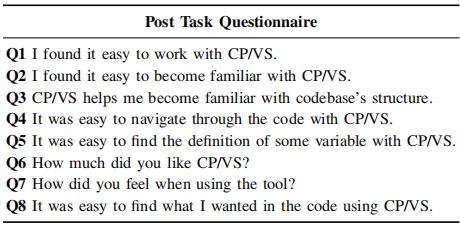 Post Task Questionnaire
Q1 I found it easy to work with CP/VS.
Q2 I found it easy to become familiar with CP/VS.
Q3 CP/VS helps me become familiar with codebase's structure.
Q4 It was easy to navigate through the code with CP/VS.
Q5 It was easy to find the definition of some variable with CP/VS.
Q6 How much did you like CP/VS?
Q7 How did you feel when using the tool?
Q8 It was easy to find what I wanted in the code using CP/VS.